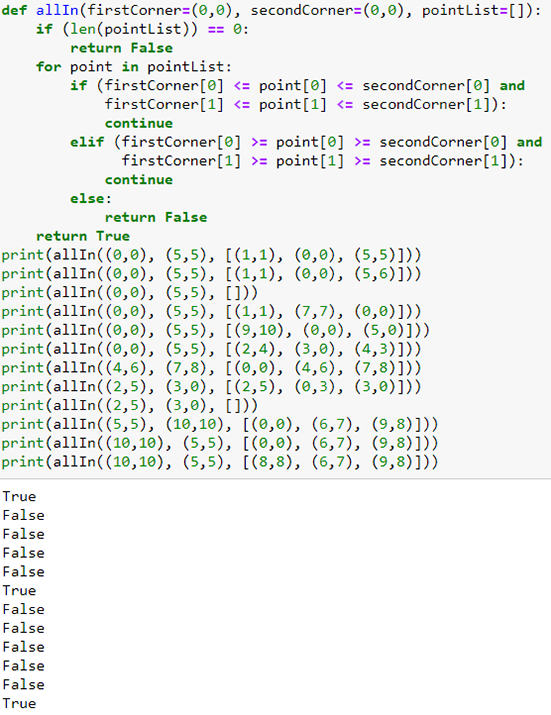 def allIn(firstCorner=(0,0), secondCorner=(0,0), pointList=[]):
    if (len(pointList)) == 0:
        return False
    for point in pointList:
        if (firstCorner[0] <= point[0] <= secondCorner[0] and
            firstCorner[1] <= point[1] <= secondCorner[1]):
            continue
        elif (firstCorner[0] >= point[0] >= secondCorner[0] and
              firstCorner[1] >= point[1] >= secondCorner[1]):
            continue
        else:
            return False
    return True
print(allIn((0,0), (5,5), [(1,1), (0,0), (5,5)]))
print(allIn((0,0), (5,5), [(1,1), (0,0), (5,6)]))
print(allIn((0,0), (5,5), []))
print(allIn((0,0), (5,5), [(1,1), (7,7), (0,0)]))
print(allIn((0,0), (5,5), [(9,10), (0,0), (5,0)]))
print(allIn((0,0), (5,5), [(2,4), (3,0), (4,3)]))
print(allIn((4,6), (7,8), [(0,0), (4,6), (7,8)]))
print(allIn((2,5), (3,0), [(2,5), (0,3), (3,0)]))
print(allIn((2,5), (3,0), []))
print(allIn((5,5), (10,10), [(0,0), (6,7), (9,8)]))
print(allIn((10,10), (5,5), [(0,0), (6,7), (9,8)]))
print(allIn((10,10), (5,5), [(8,8), (6,7), (9,8)]))
True
False
False
False
False
True
False
False
False
False
False
True